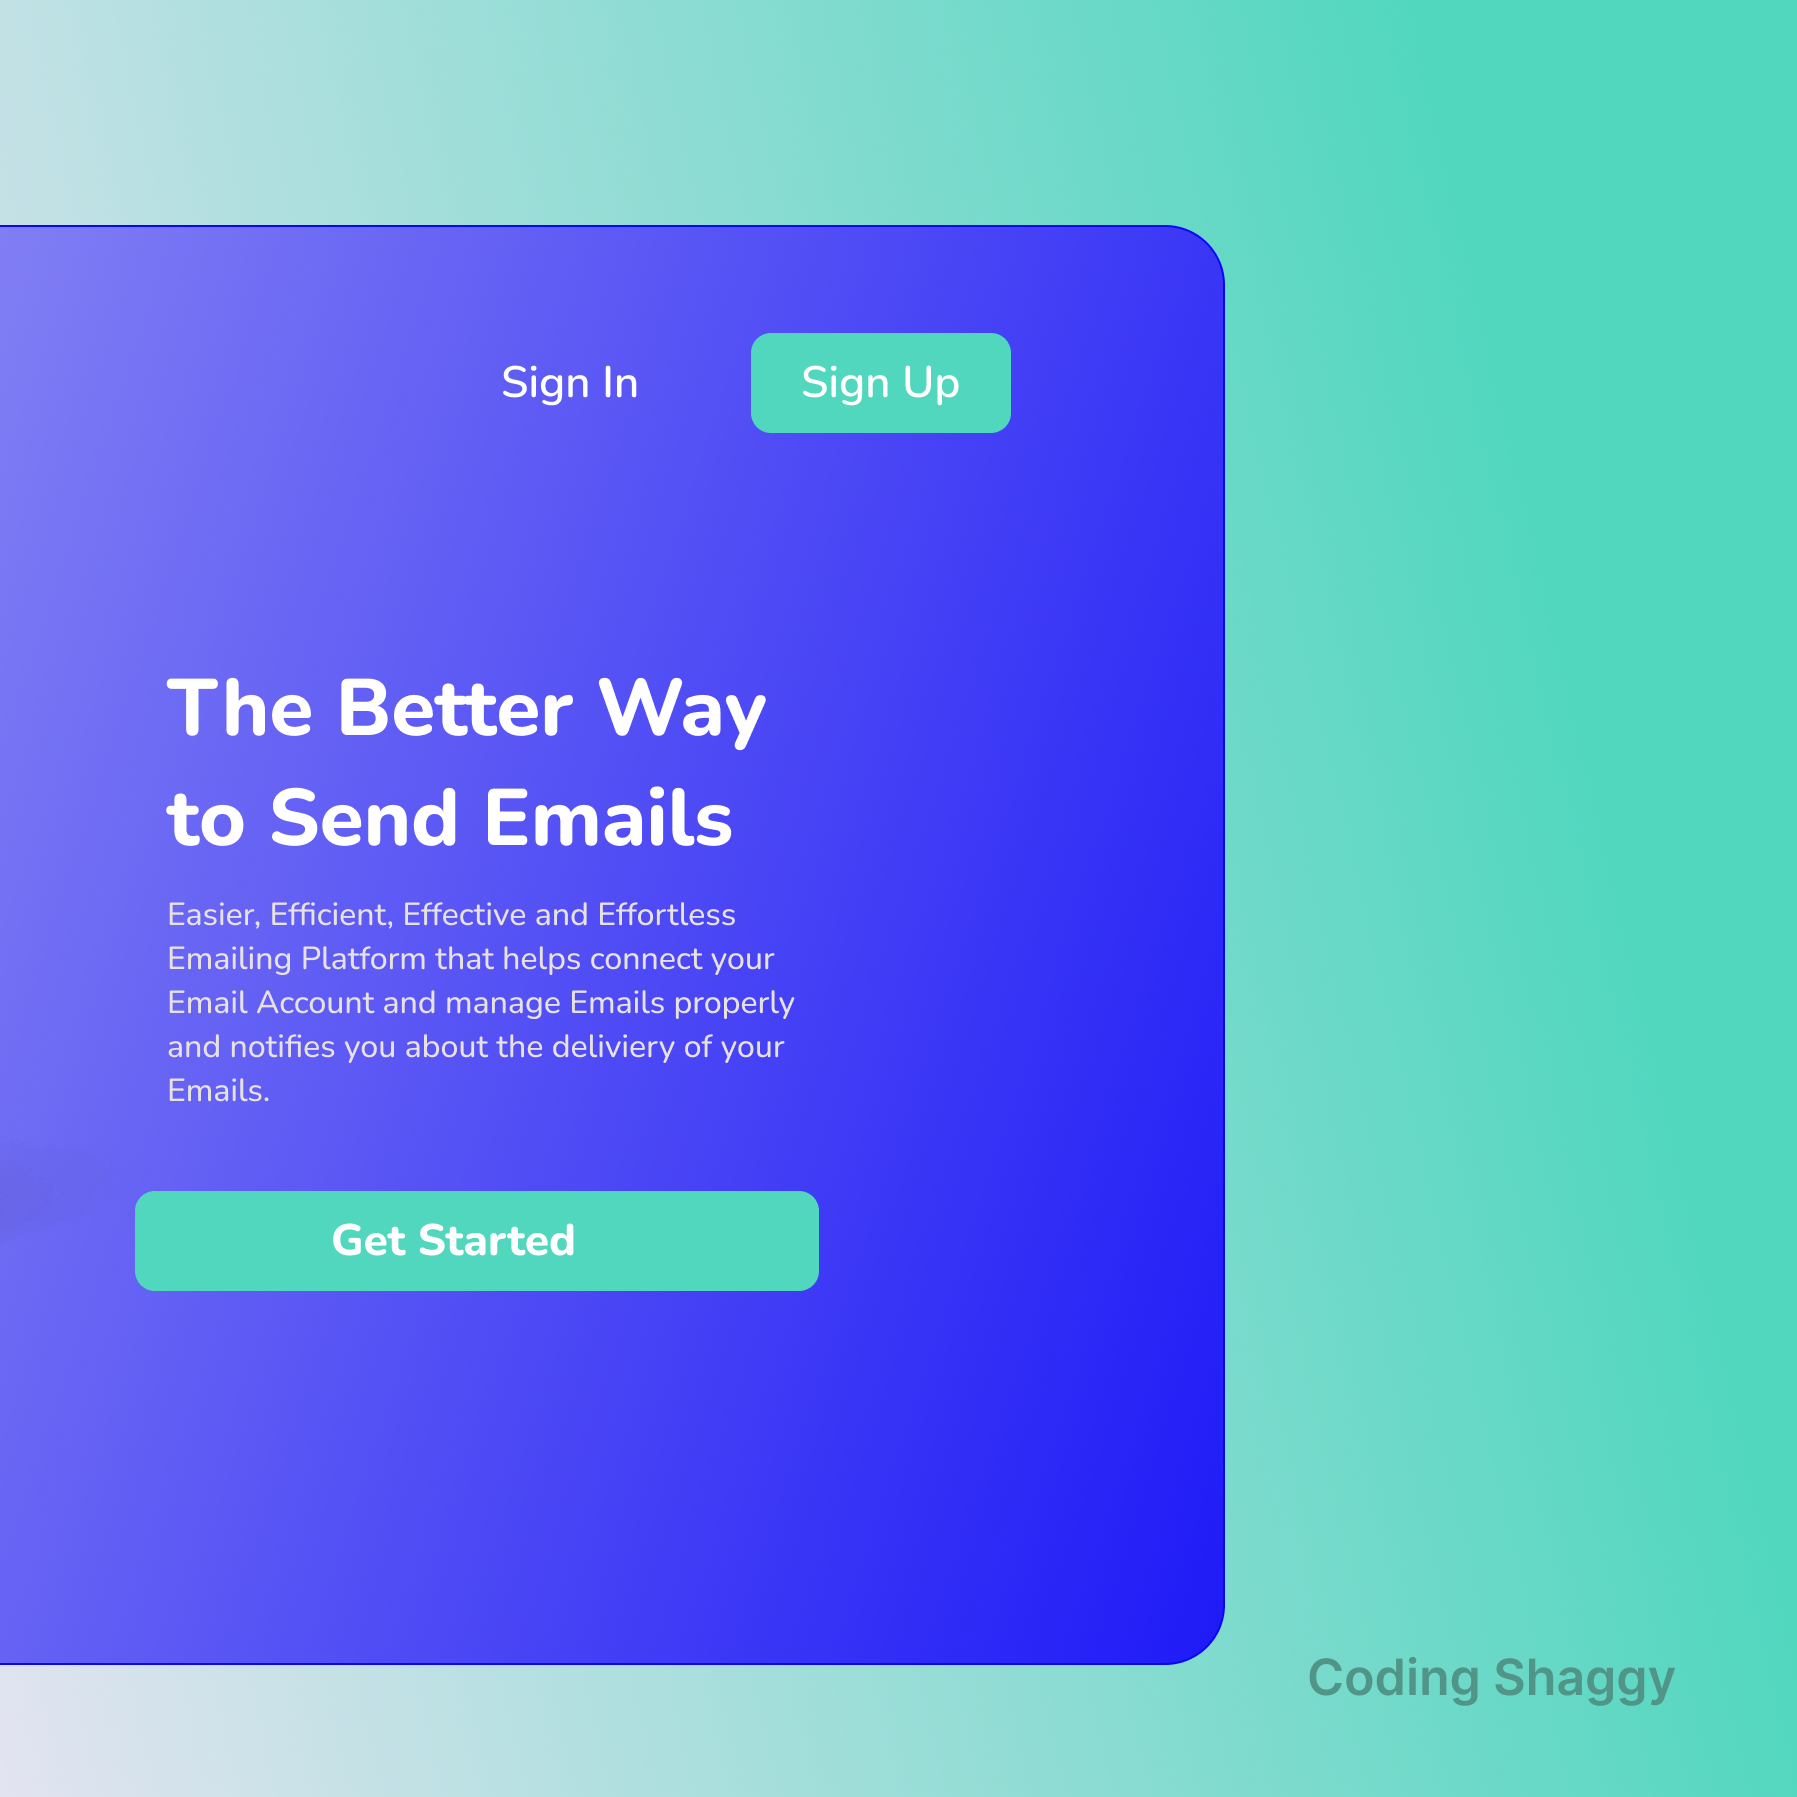 Sign In
Sign Up
The Better Way
to Send Emails
Easier, Efficient, Effective and Effortless
Emailing Platform that helps connect your
Email Account and manage Emails properly
and notifies you about the deliviery of your
Emails.
Get Started
Coding Shaggy